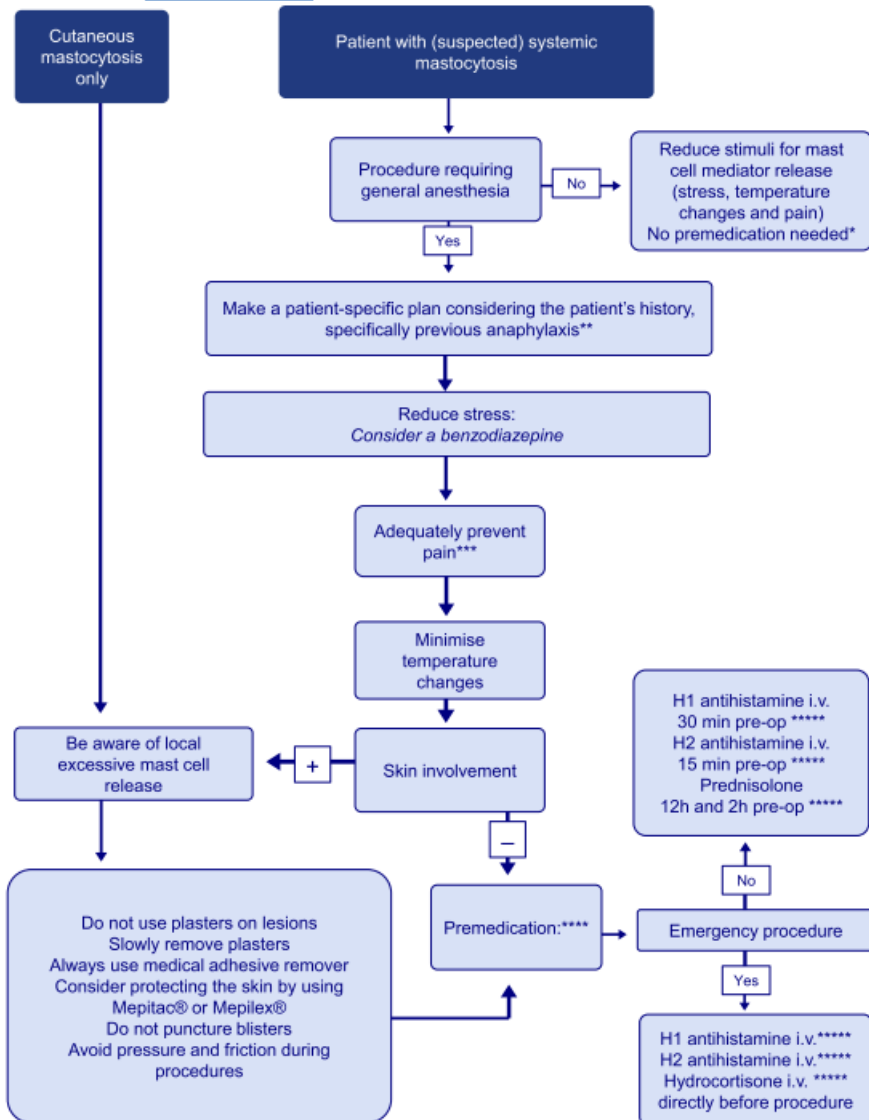 Cutaneous
mastocytosis
only
Patient with (suspected) systemic
mastocytosis
Procedure requiring
general anesthesia
No
Reduce stimuli for mast
cell mediator release
(stress, temperature
changes and pain)
No premedication needed*
Yes
Make a patient-specific plan considering the patient's history,
specifically previous anaphylaxis**
Reduce stress:
Consider a benzodiazepine
Adequately prevent
pain***
Minimise
temperature
changes
Be aware of local
excessive mast cell
release
+
Skin involvement
–
H1 antihistamine i.v.
30 min pre-op *****
H2 antihistamine i.v.
15 min pre-op *****
Prednisolone
12h and 2h pre-op *****
No
Do not use plasters on lesions
Slowly remove plasters
Always use medical adhesive remover
Consider protecting the skin by using
Mepitac® or Mepilex®
Do not puncture blisters
Avoid pressure and friction during
procedures
Premedication:****
Emergency procedure
Yes
H1 antihistamine i.v.*****
H2 antihistamine i.v.*****
Hydrocortisone i.v. *****
directly before procedure